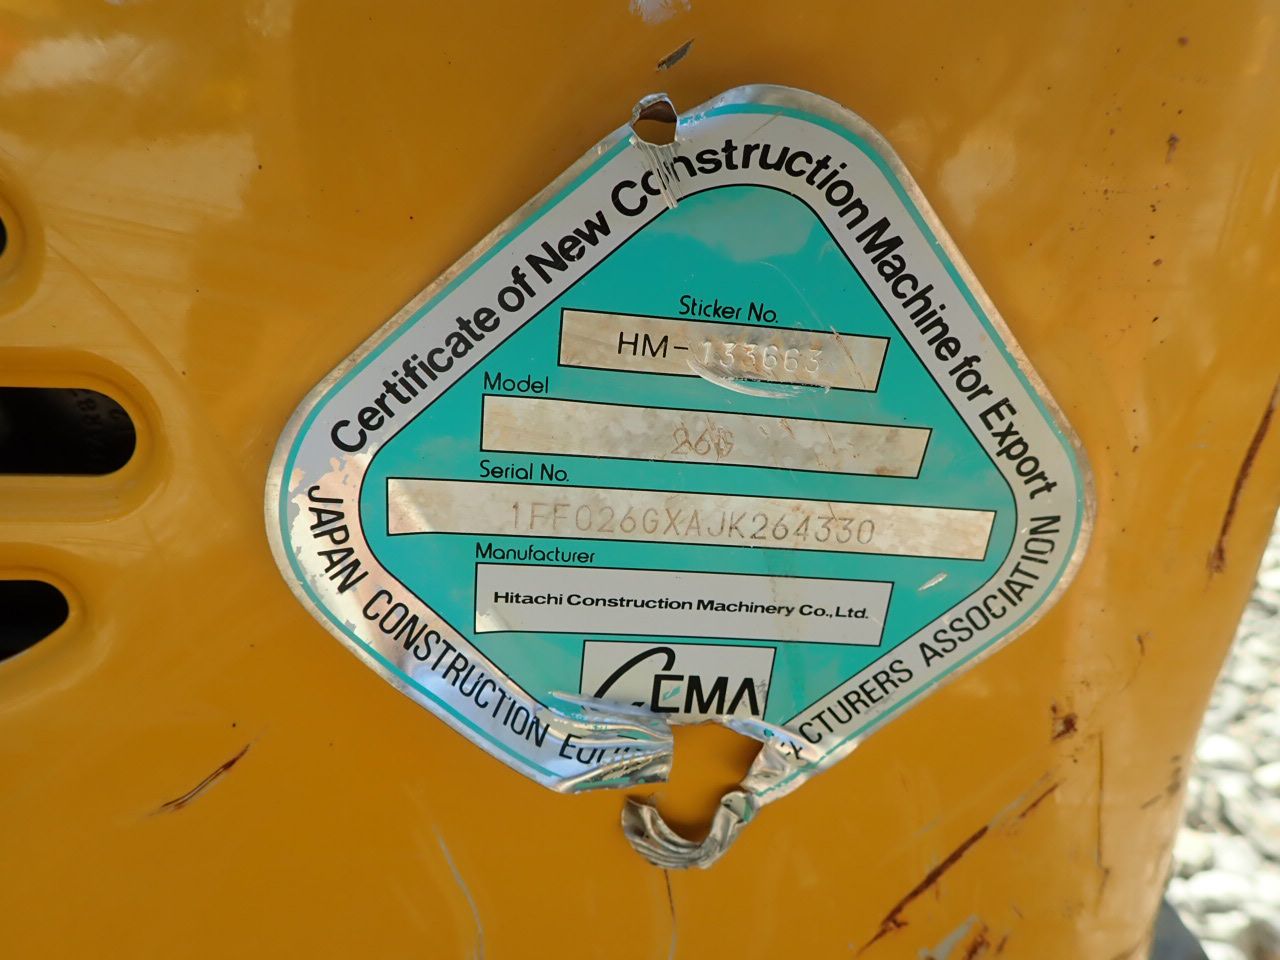 Certificate of New Construction Machine for Export
Sticker No.
HM-133663
Model
26G
Serial No.
1FF026GXAJK264330
Manufacturer
Hitachi Construction Machinery Co.,Ltd.
CEMA
JAPAN CONSTRUCTION
ASSOCIATION